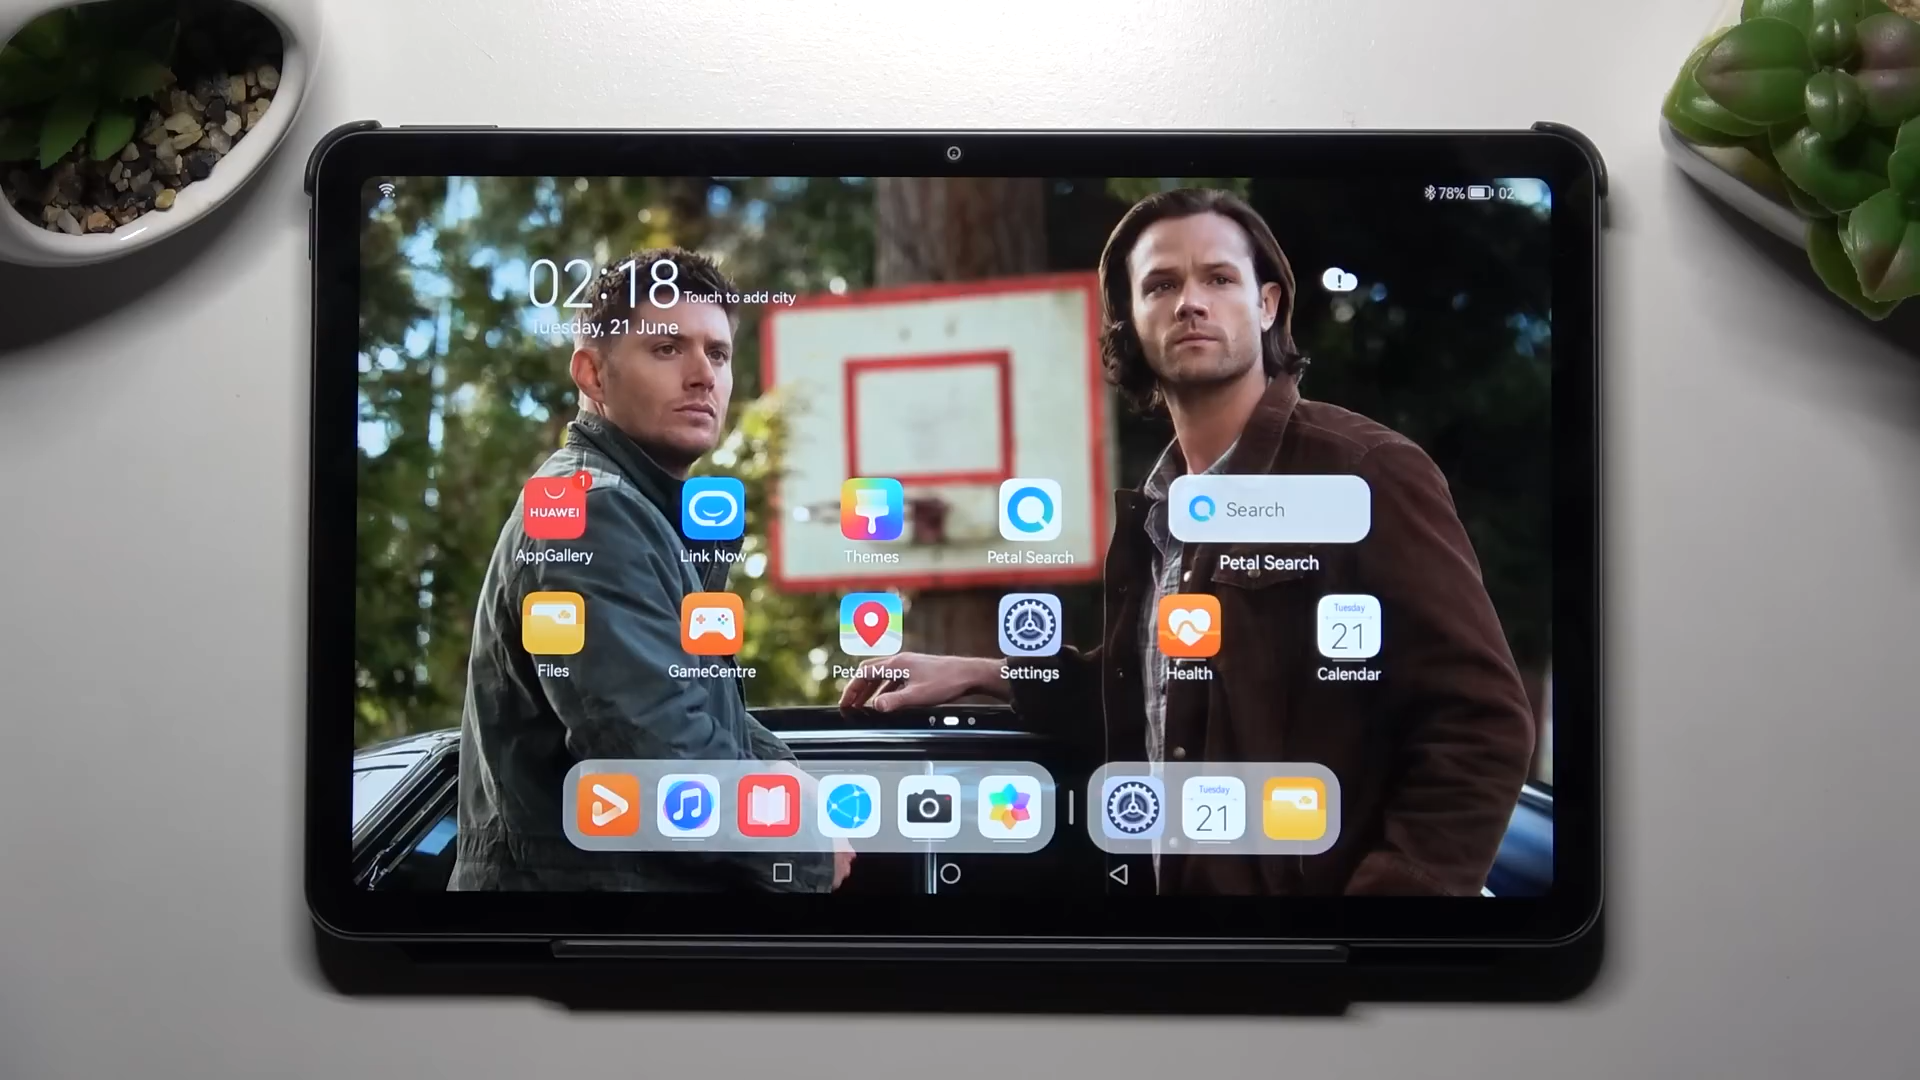 78% 02
02:18 Touch to add city
Tuesday, 21 June
1
HUAWEI
AppGallery
Link Now
Themes
Petal Search
Search
Petal Search
Files
GameCentre
Petal Maps
Settings
Health
Tuesday
21
Calendar
Tuesday
21